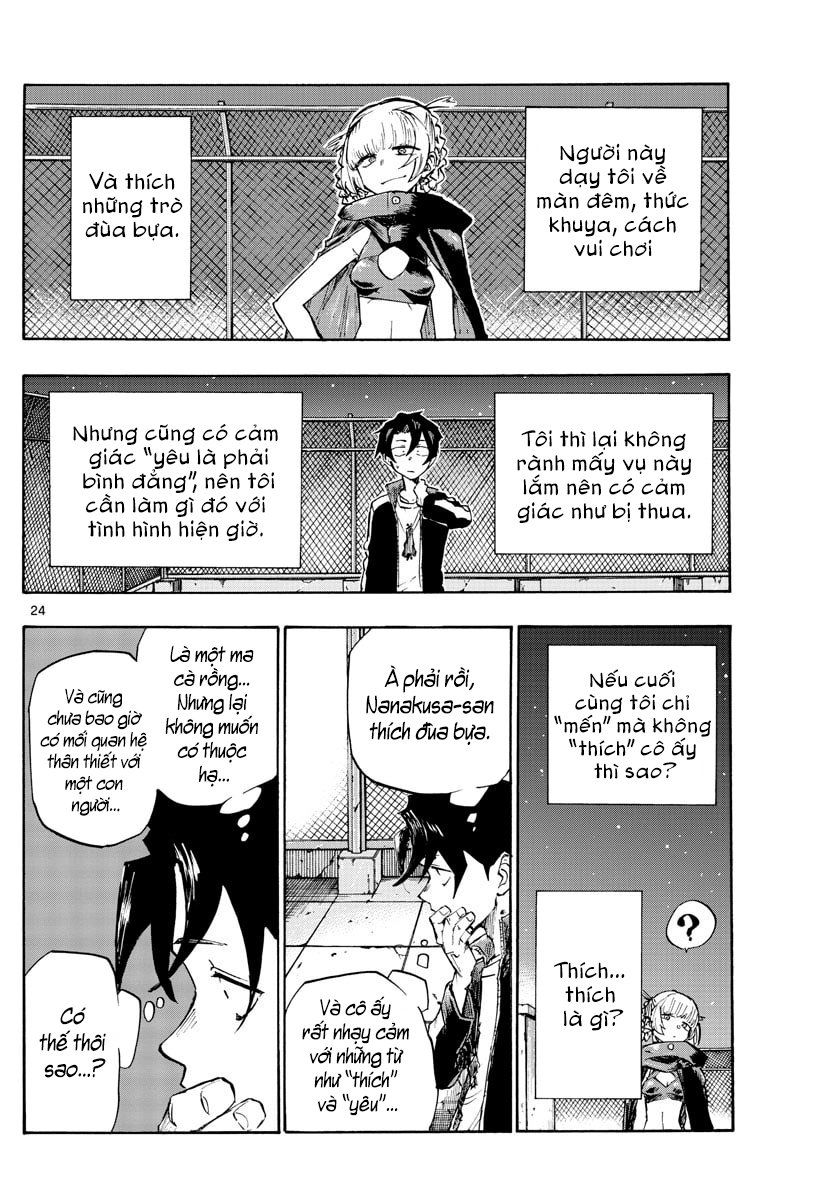 Người này
dạy tôi về
màn đêm, thức
khuya, cách
vui chơi
Và thích
những trò
đùa bựa.
Tôi thì lại không
rành mấy vụ này
lắm nên có cảm
giác như bị thua.
Nhưng cũng có cảm
giác “yêu là phải
bình đẳng”, nên tôi
cần làm gì đó với
tình hình hiện giờ.
24
Nếu cuối
cùng tôi chỉ
“mến” mà không
“thích” cô ấy
thì sao?
?
Thích...
thích
là gì?
À phải rồi,
Nanakusa-san
thích đùa bựa.
Và cô ấy
rất nhạy cảm
với những từ
như “thích”
và “yêu”...
Là một ma
cà rồng...
Nhưng lại
không muốn
có thuộc
hạ...
Và cũng
chưa bao giờ
có mối quan hệ
thân thiết với
một con
người...
Có
thế thôi
sao...?